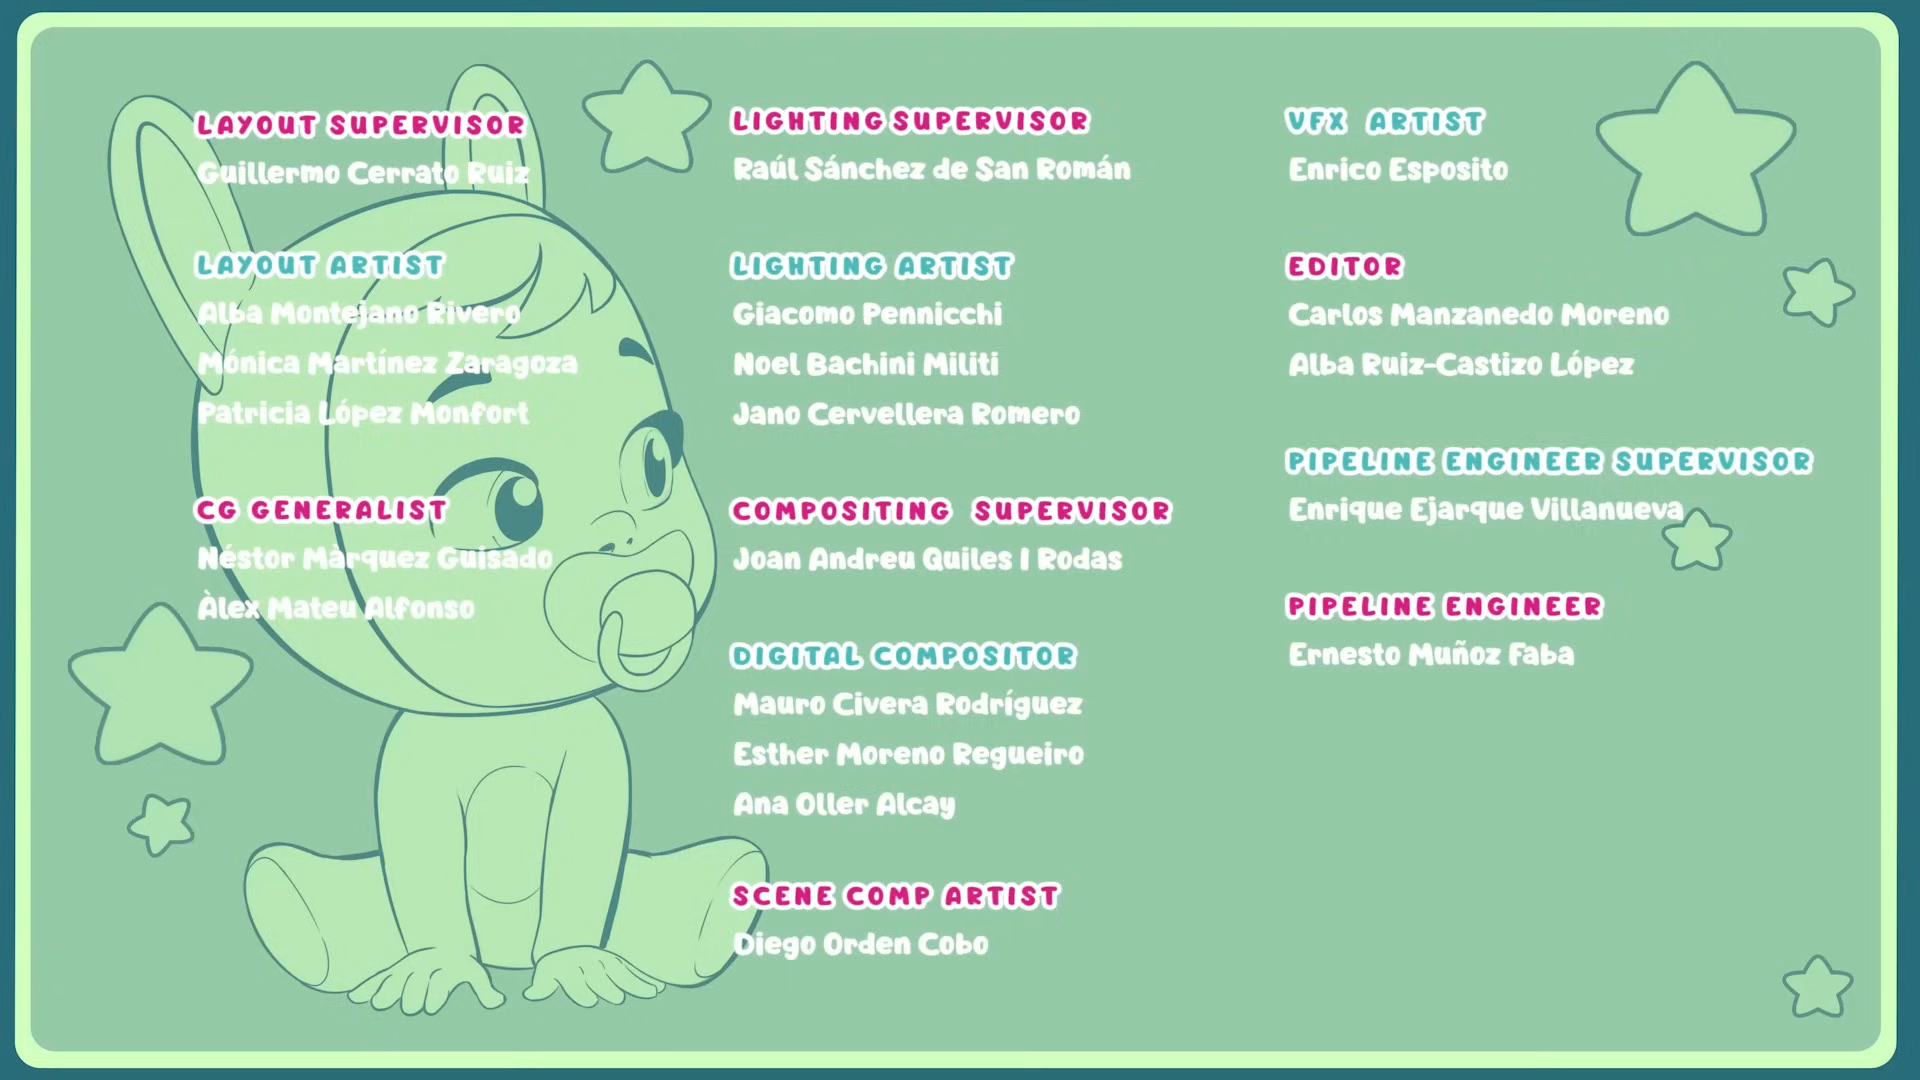 LAYOUT SUPERVISOR
Guillermo Cerrato Ruiz
LAYOUT ARTIST
Alba Montejano Rivero
Mónica Martínez Zaragoza
Patricia López Monfort
CG GENERALIST
Néstor Màrquez Guisado
Àlex Mateu Alfonso
LIGHTING SUPERVISOR
Raúl Sánchez de San Román
LIGHTING ARTIST
Giacomo Pennicchi
Noel Bachini Militi
Jano Cervellera Romero
COMPOSITING SUPERVISOR
Joan Andreu Quiles I Rodas
DIGITAL COMPOSITOR
Mauro Civera Rodríguez
Esther Moreno Regueiro
Ana Oller Alcay
SCENE COMP ARTIST
Diego Orden Cobo
VFX ARTIST
Enrico Esposito
EDITOR
Carlos Manzanedo Moreno
Alba Ruiz-Castizo López
PIPELINE ENGINEER SUPERVISOR
Enrique Ejarque Villanueva
PIPELINE ENGINEER
Ernesto Muñoz Faba